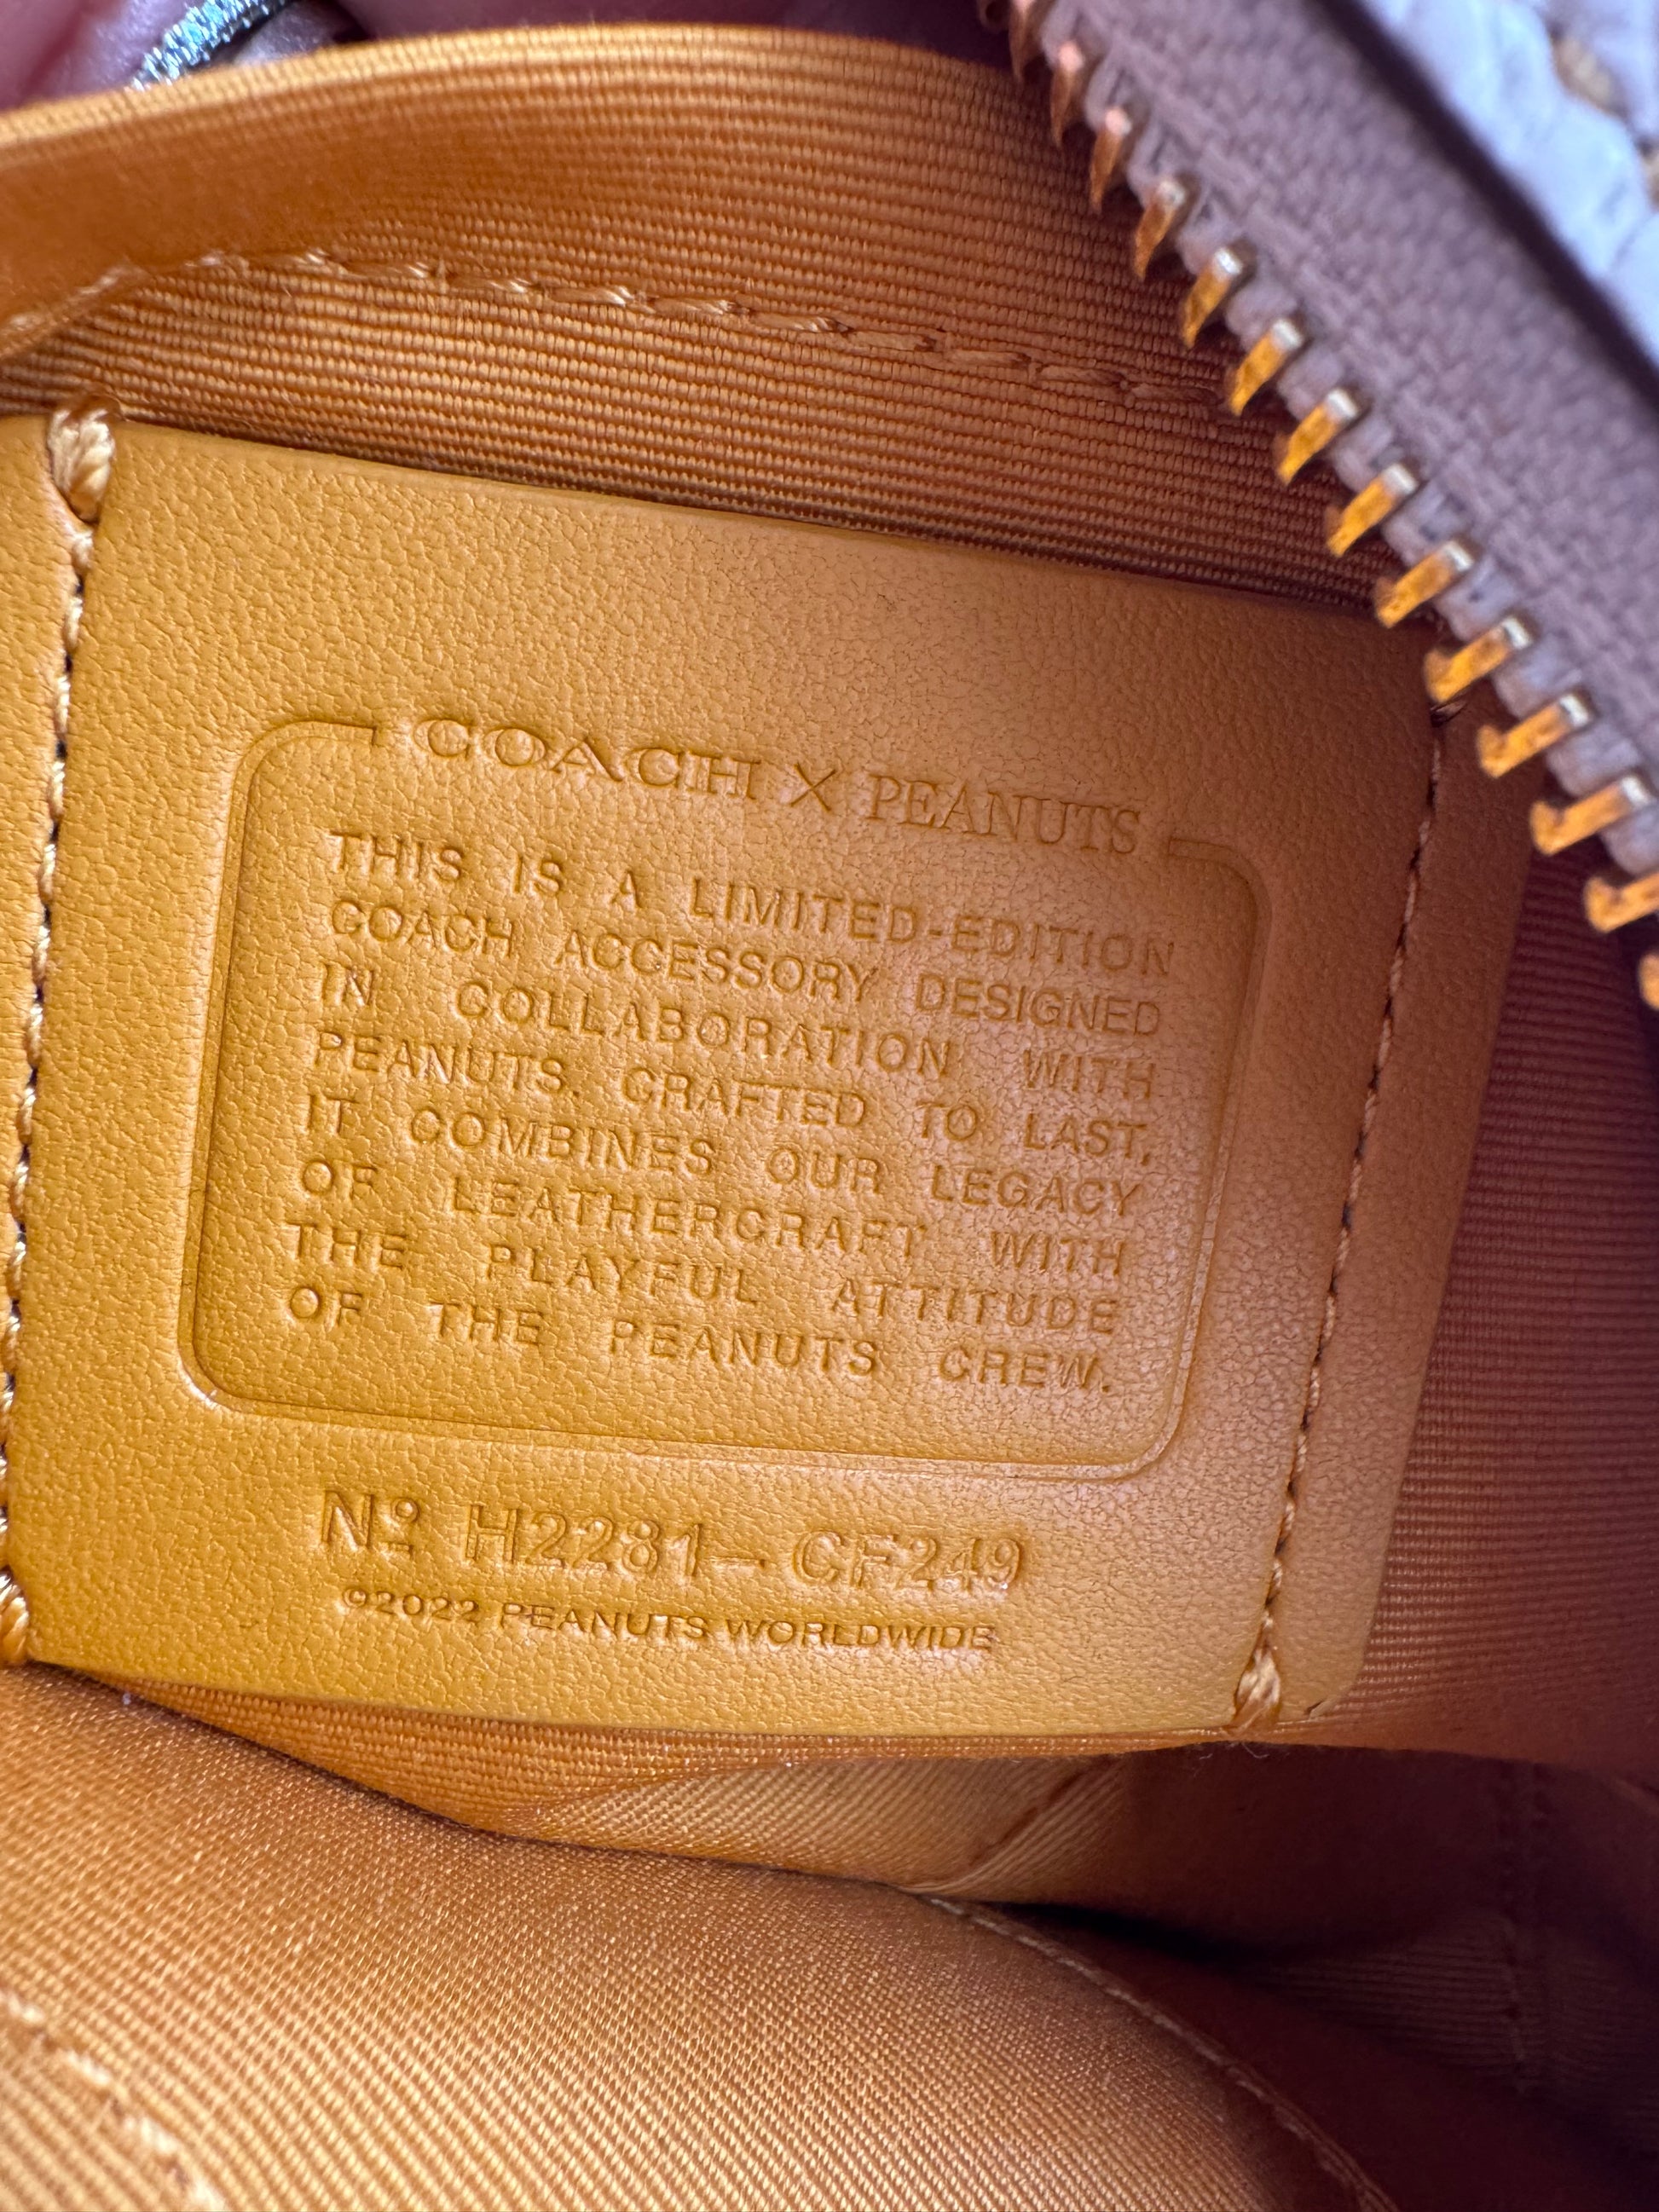 COACH X PEANUTS
THIS IS A LIMITED-EDITION
COACH ACCESSORY DESIGNED
IN COLLABORATION WITH
PEANUTS. CRAFTED TO LAST,
IT COMBINES OUR LEGACY
OF LEATHERCRAFT WITH
THE PLAYFUL ATTITUDE
OF THE PEANUTS CREW.
Nº H2281-CF249
©2022 PEANUTS WORLDWIDE